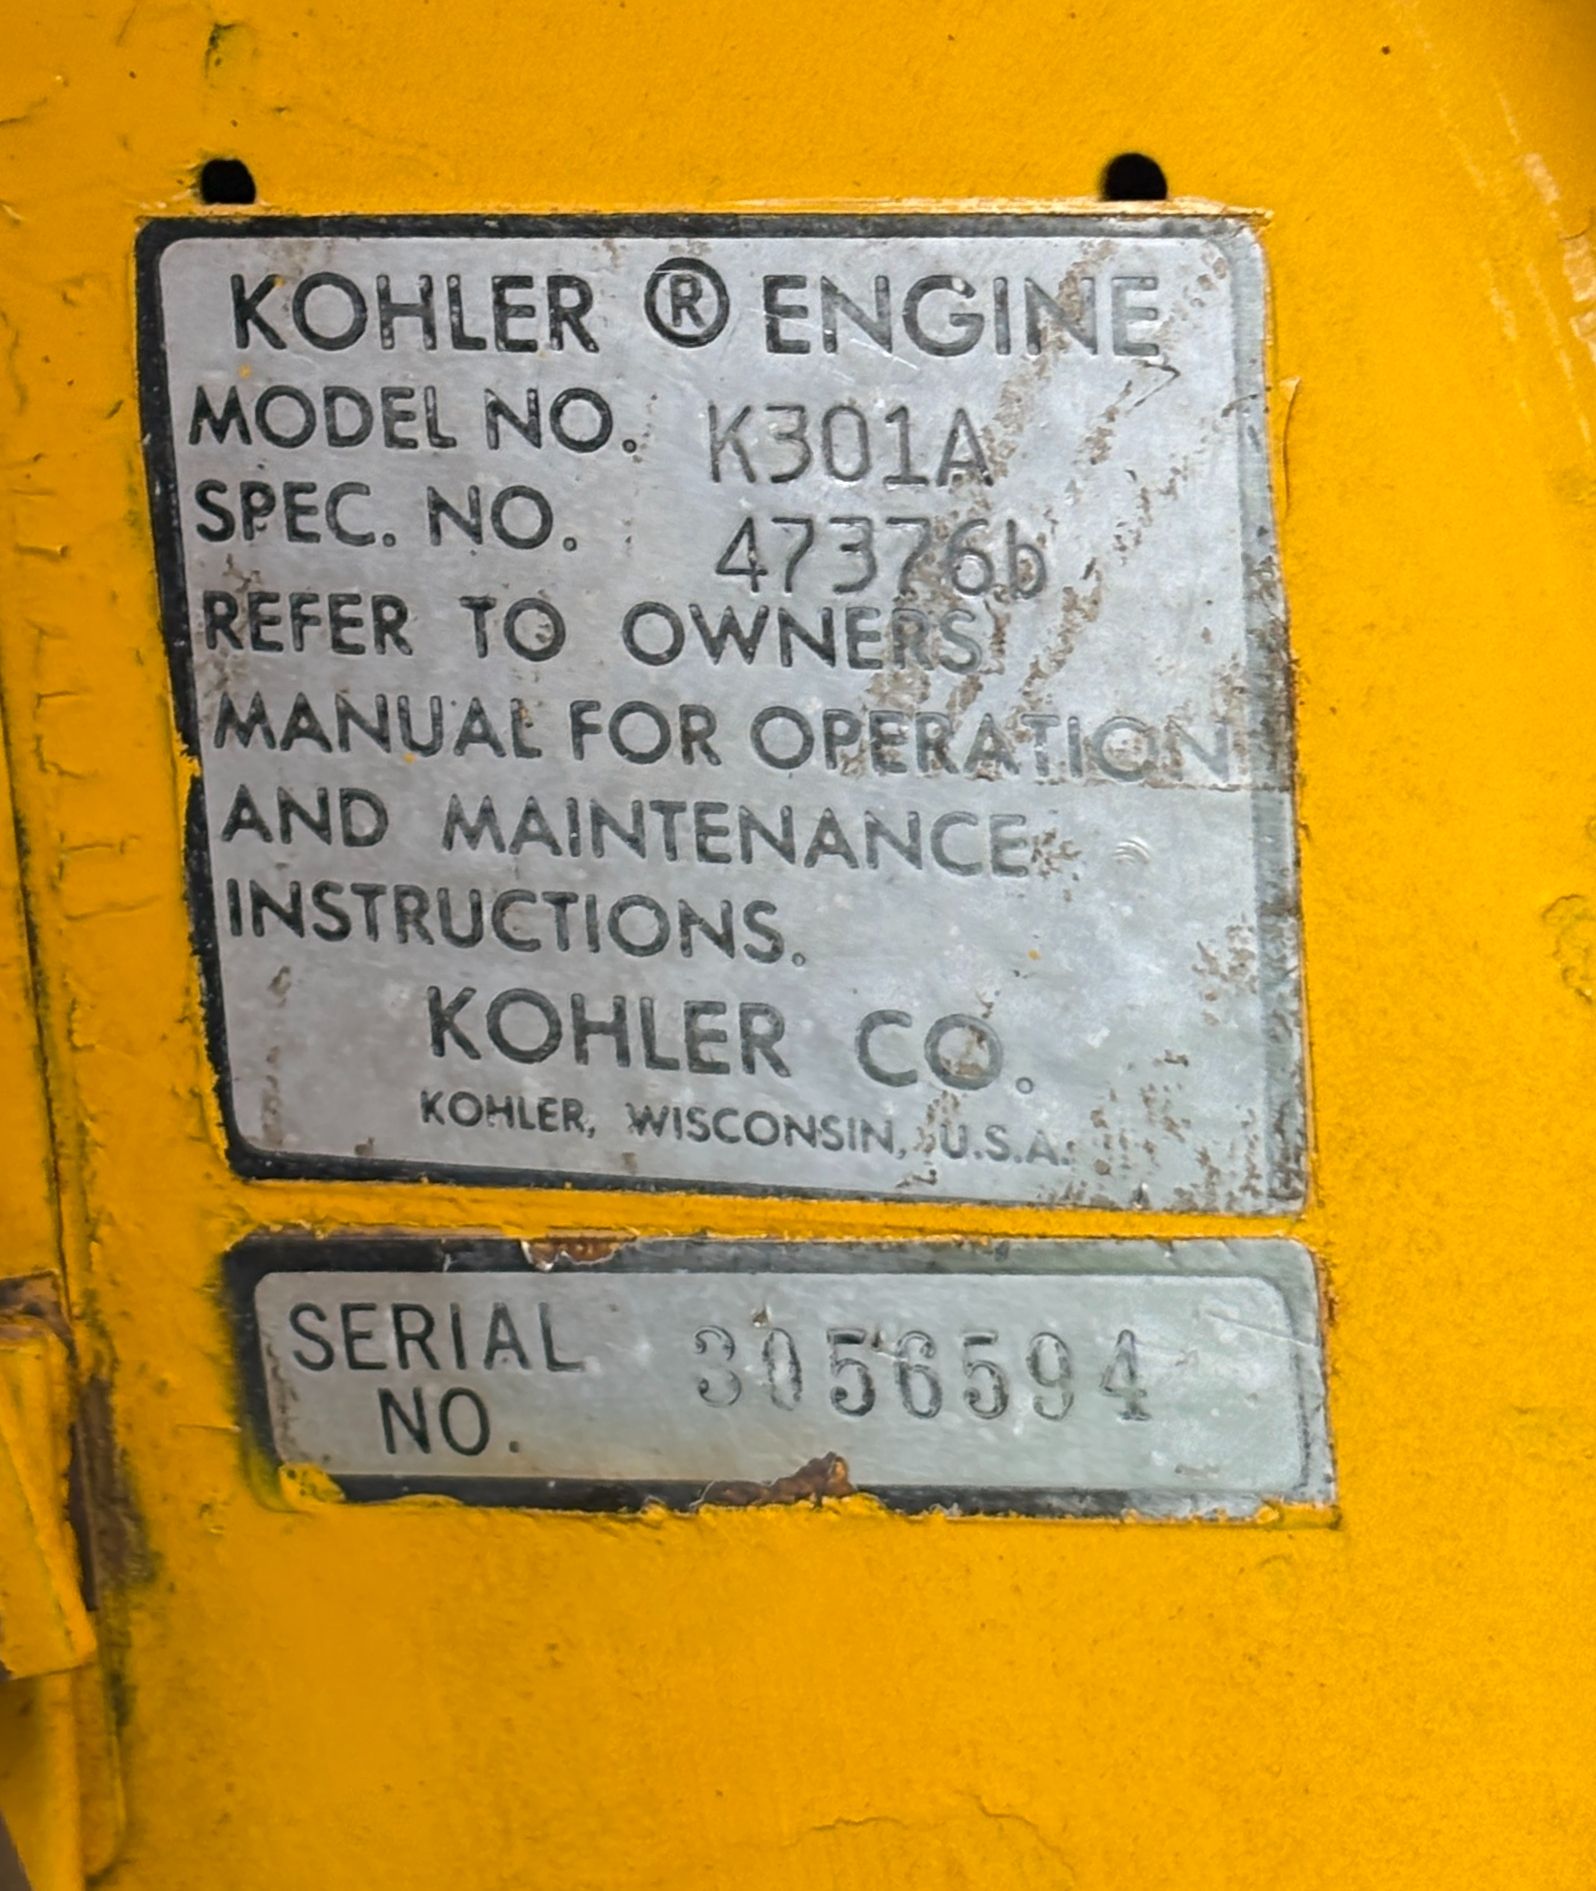 KOHLER ® ENGINE
MODEL NO. K301A
SPEC. NO. 47376b
REFER TO OWNERS
MANUAL FOR OPERATION
AND MAINTENANCE
INSTRUCTIONS.
KOHLER CO.
KOHLER, WISCONSIN, U.S.A.
SERIAL NO. 3056594